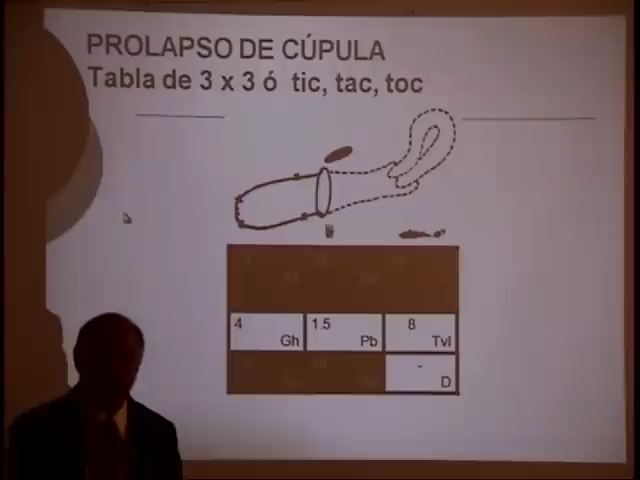 PROLAPSO DE CÚPULA
Tabla de 3 x 3 ó tic, tac, toc
4 Gh
1.5 Pb
8 Tvl
- D